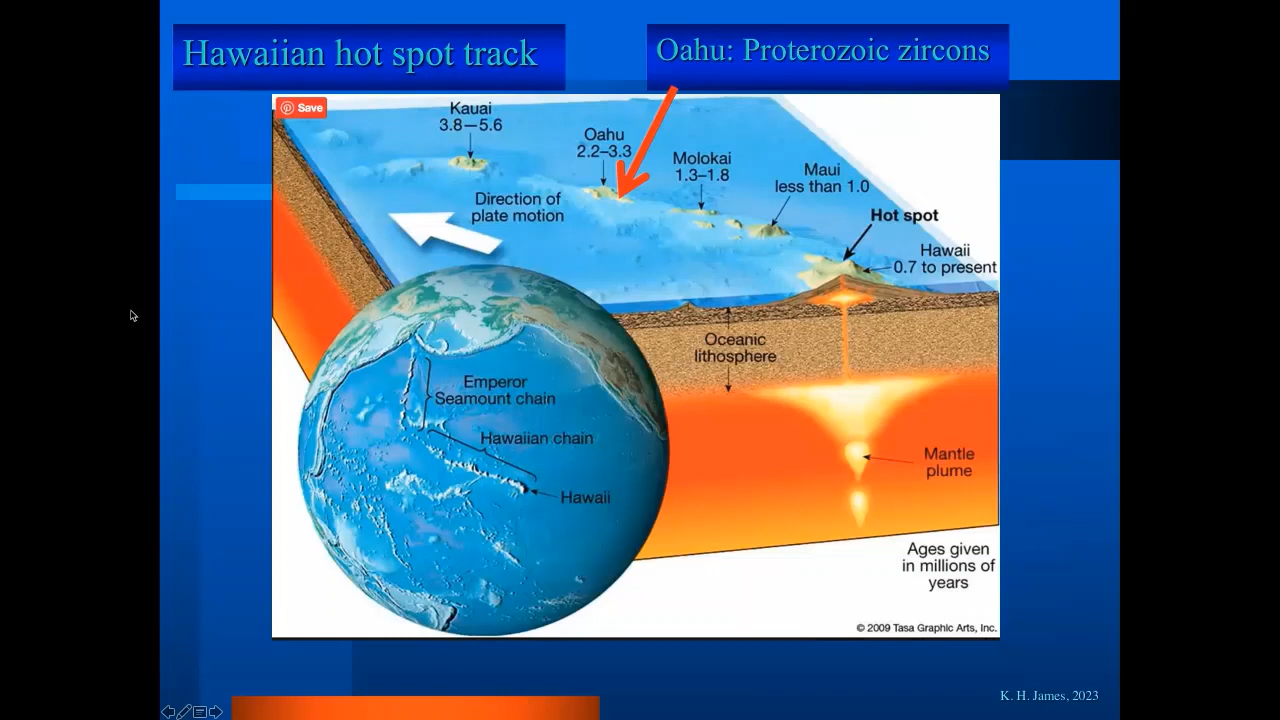 Hawaiian hot spot track
Oahu: Proterozoic zircons
Save
Kauai
3.8—5.6
Oahu
2.2–3.3
Molokai
1.3–1.8
Maui
less than 1.0
Direction of
plate motion
Hot spot
Hawaii
0.7 to present
Oceanic
lithosphere
Emperor
Seamount chain
Hawaiian chain
Hawaii
Mantle
plume
Ages given
in millions of
years
© 2009 Tasa Graphic Arts, Inc.
K. H. James, 2023